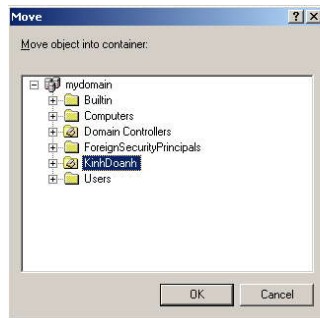 Move
Move object into container:
mydomain
Builtin
Computers
Domain Controllers
ForeignSecurityPrincipals
KinhDoanh
Users
OK
Cancel